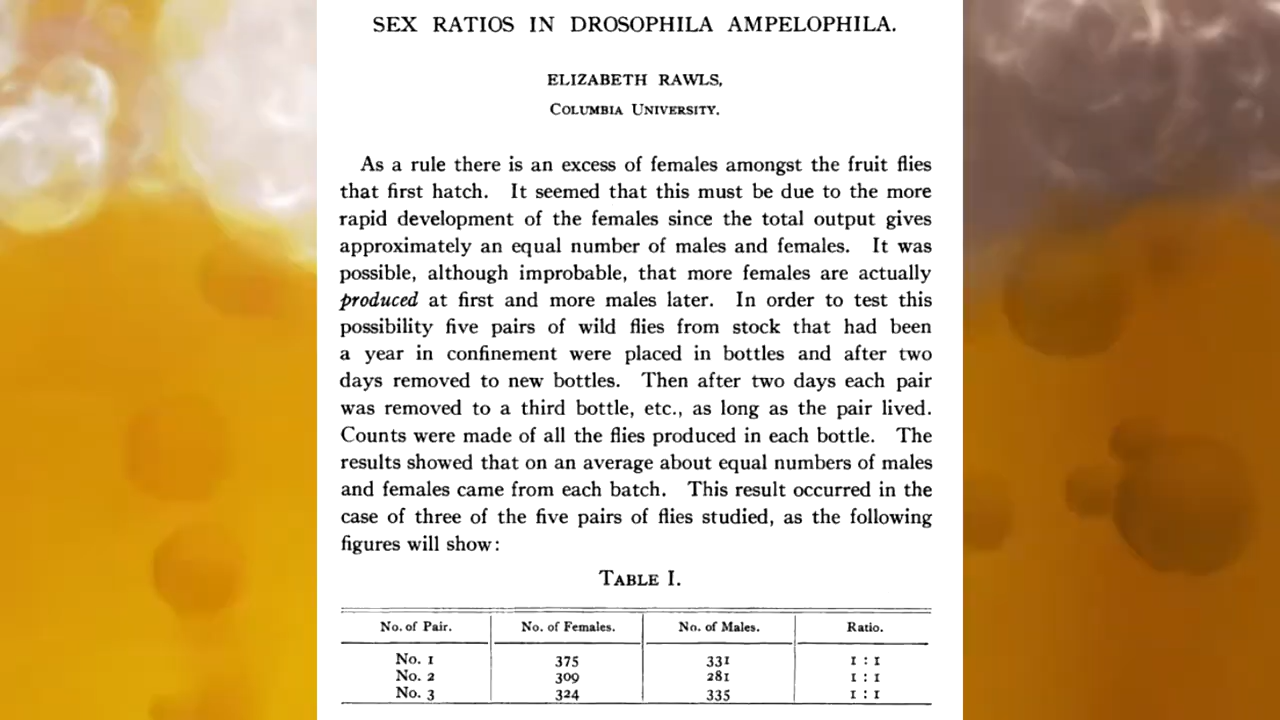 SEX RATIOS IN DROSOPHILA AMPELOPHILA.
ELIZABETH RAWLS,
COLUMBIA UNIVERSITY.
As a rule there is an excess of females amongst the fruit flies
that first hatch. It seemed that this must be due to the more
rapid development of the females since the total output gives
approximately an equal number of males and females. It was
possible, although improbable, that more females are actually
produced at first and more males later. In order to test this
possibility five pairs of wild flies from stock that had been
a year in confinement were placed in bottles and after two
days removed to new bottles. Then after two days each pair
was removed to a third bottle, etc., as long as the pair lived.
Counts were made of all the flies produced in each bottle. The
results showed that on an average about equal numbers of males
and females came from each batch. This result occurred in the
case of three of the five pairs of flies studied, as the following
figures will show:
TABLE I.
No. of Pair. No. of Females. No. of Males. Ratio.
No. 1 375 331 1 : 1
No. 2 309 281 1 : 1
No. 3 324 335 1 : 1